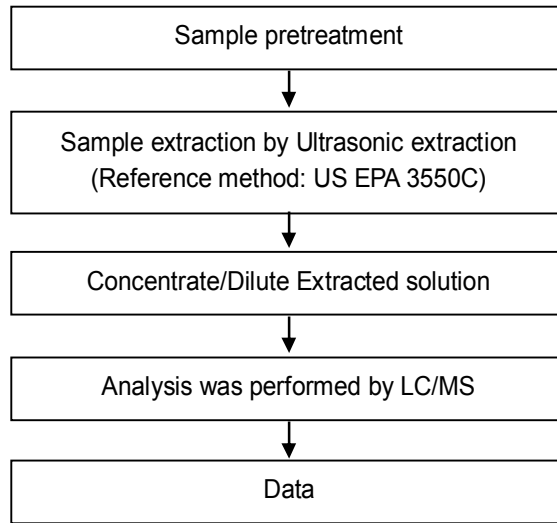 Sample pretreatment
Sample extraction by Ultrasonic extraction
(Reference method: US EPA 3550C)
Concentrate/Dilute Extracted solution
Analysis was performed by LC/MS
Data